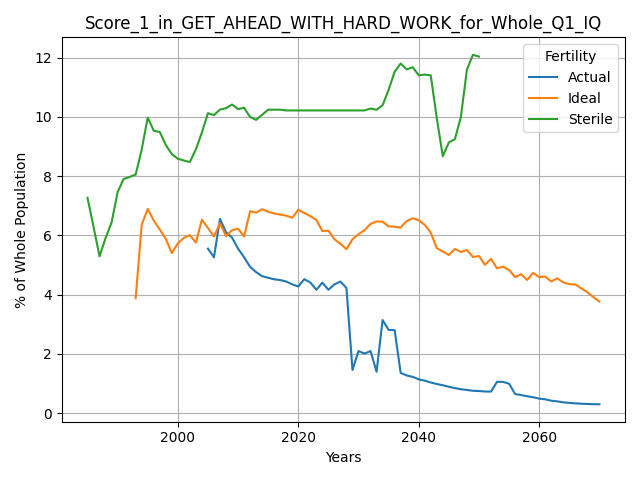 Score_1_in_GET_AHEAD_WITH_HARD_WORK_for_Whole_Q1_IQ
Fertility
Actual
Ideal
Sterile
% of Whole Population
12
10
8
6
4
2
0
2000 2020 2040 2060
Years